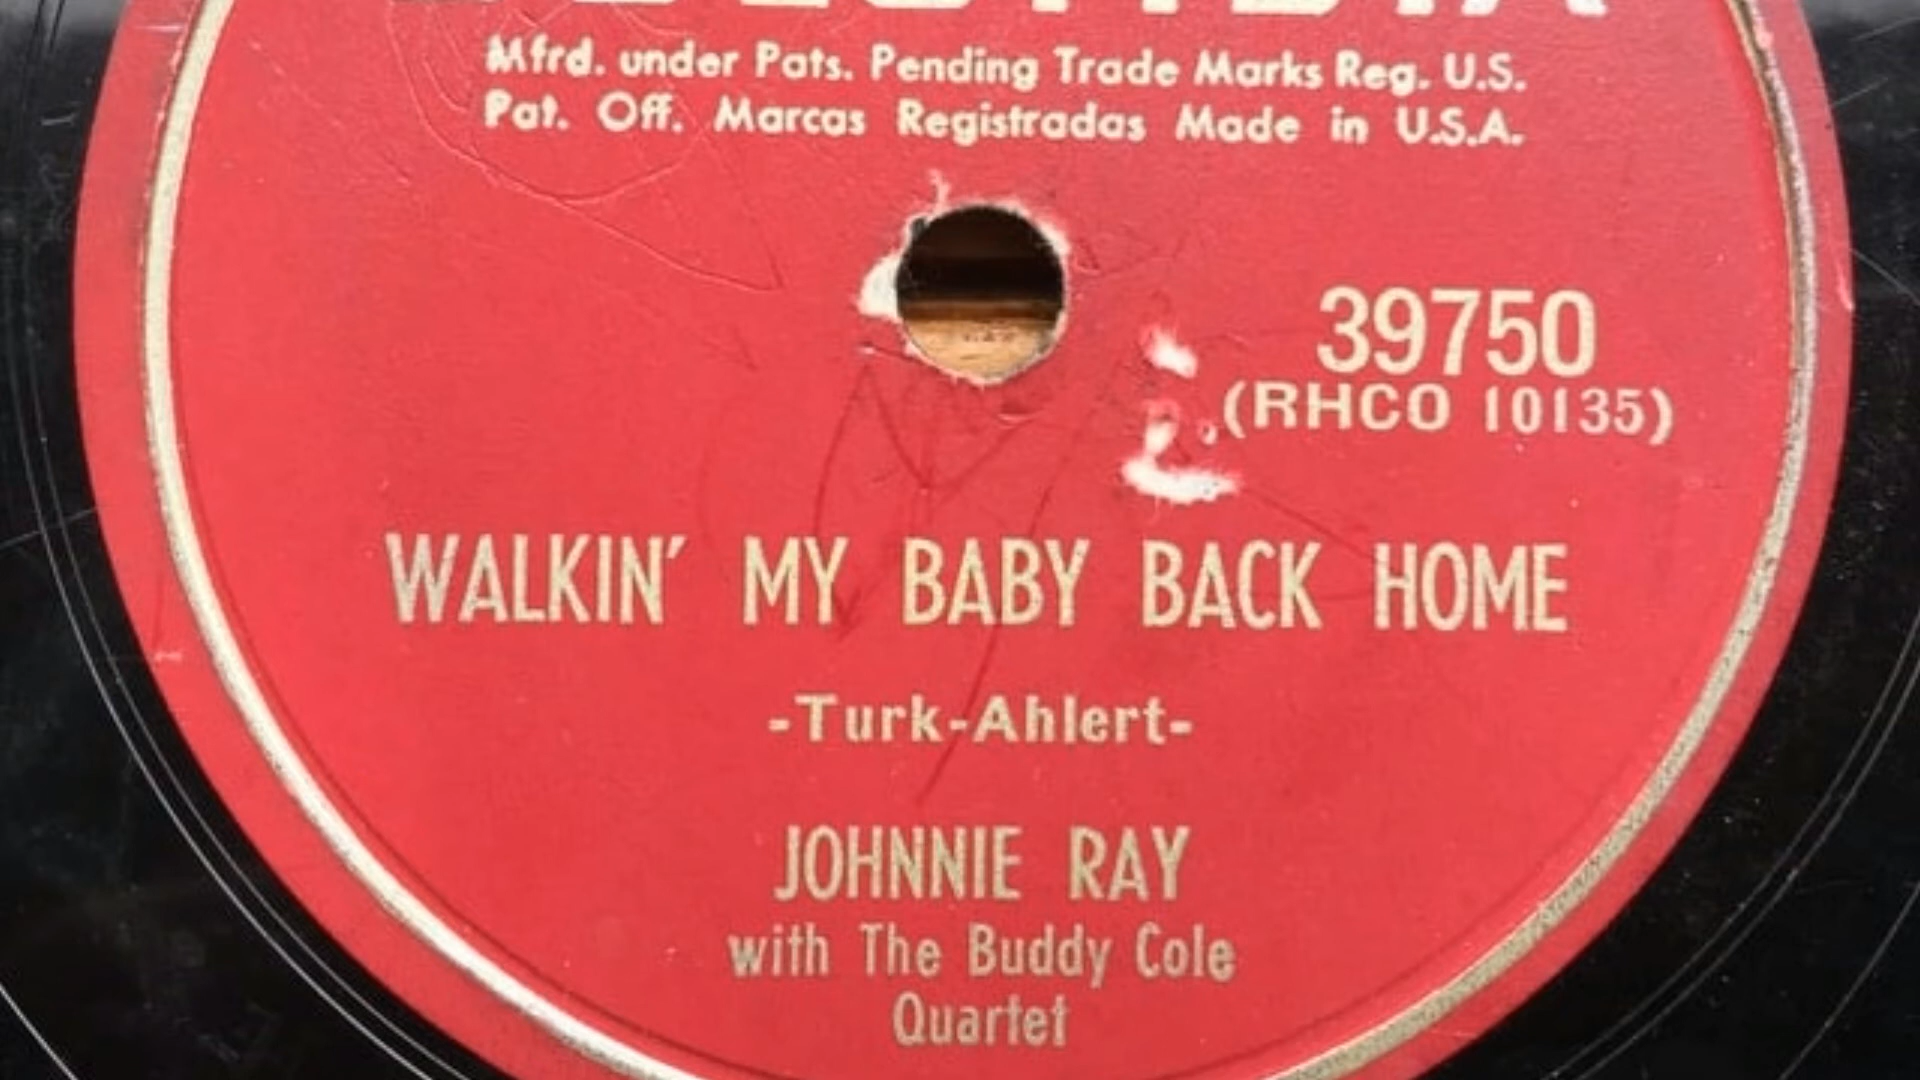 COLUMBIA
Mfrd. under Pats. Pending Trade Marks Reg. U.S.
Pat. Off. Marcas Registradas Made in U.S.A.
39750
(RHCO 10135)
WALKIN' MY BABY BACK HOME
-Turk-Ahlert-
JOHNNIE RAY
with The Buddy Cole
Quartet